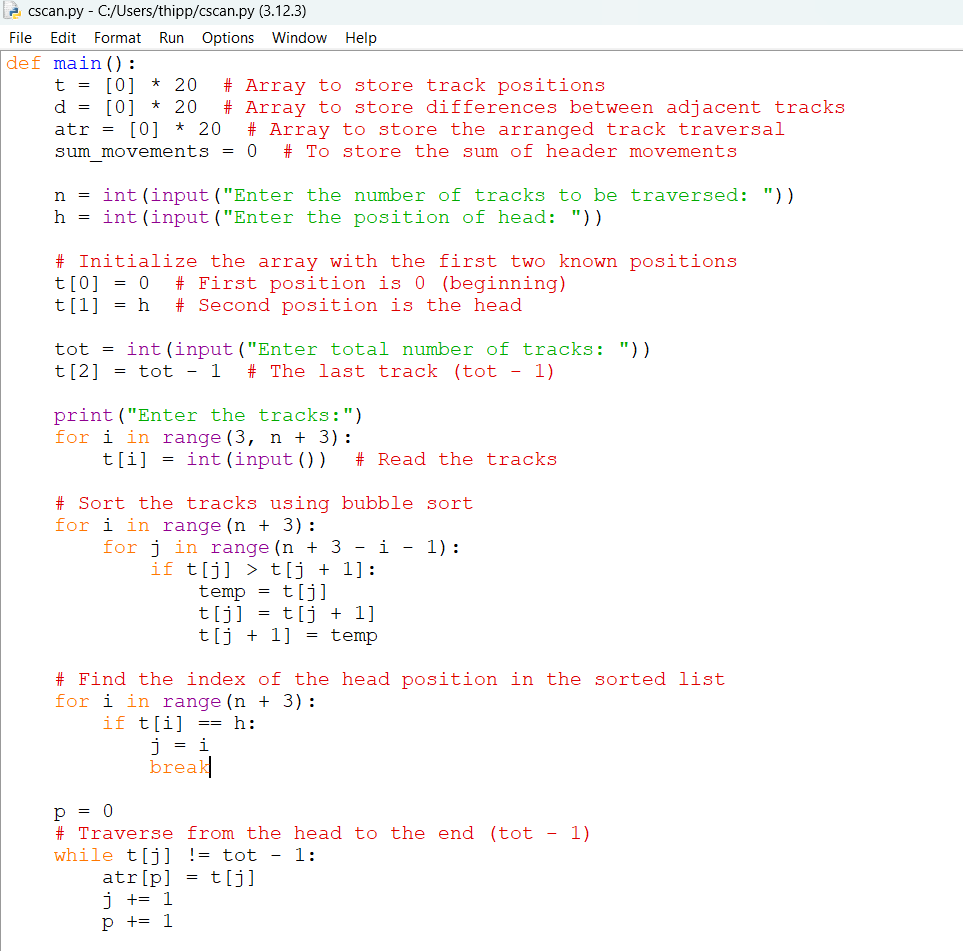 cscan.py - C:/Users/thipp/cscan.py (3.12.3)
File Edit Format Run Options Window Help
def main():
    t = [0] * 20  # Array to store track positions
    d = [0] * 20  # Array to store differences between adjacent tracks
    atr = [0] * 20  # Array to store the arranged track traversal
    sum_movements = 0  # To store the sum of header movements

    n = int(input("Enter the number of tracks to be traversed: "))
    h = int(input("Enter the position of head: "))

    # Initialize the array with the first two known positions
    t[0] = 0  # First position is 0 (beginning)
    t[1] = h  # Second position is the head

    tot = int(input("Enter total number of tracks: "))
    t[2] = tot - 1  # The last track (tot - 1)

    print("Enter the tracks:")
    for i in range(3, n + 3):
        t[i] = int(input())  # Read the tracks

    # Sort the tracks using bubble sort
    for i in range(n + 3):
        for j in range(n + 3 - i - 1):
            if t[j] > t[j + 1]:
                temp = t[j]
                t[j] = t[j + 1]
                t[j + 1] = temp

    # Find the index of the head position in the sorted list
    for i in range(n + 3):
        if t[i] == h:
            j = i
            break

    p = 0
    # Traverse from the head to the end (tot - 1)
    while t[j] != tot - 1:
        atr[p] = t[j]
        j += 1
        p += 1